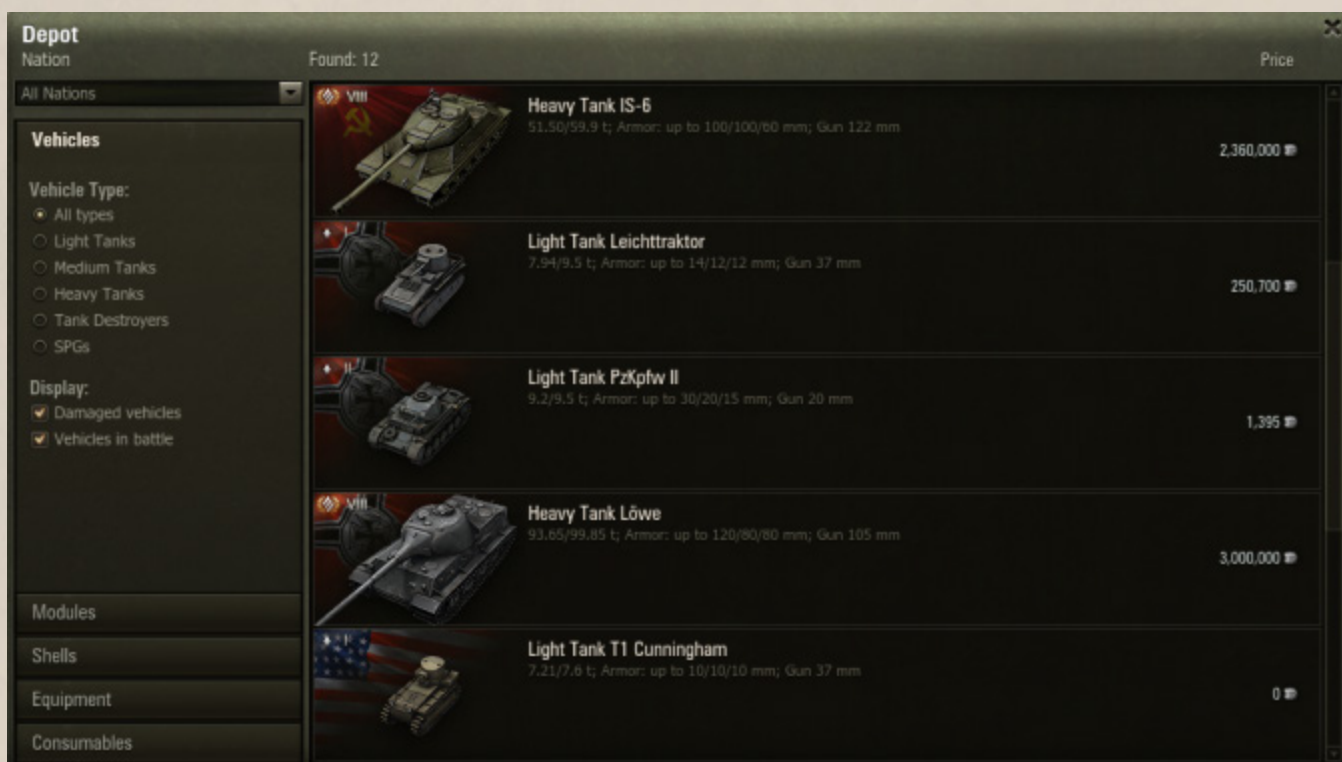 Depot
Nation
Found: 12
Price
All Nations
Vehicles
Vehicle Type:
All types
Light Tanks
Medium Tanks
Heavy Tanks
Tank Destroyers
SPGs
Display:
Damaged vehicles
Vehicles in battle
Modules
Shells
Equipment
Consumables
VIII
Heavy Tank IS-6
51.50/59.9 t; Armor: up to 100/100/60 mm; Gun 122 mm
2,360,000
I
Light Tank Leichttraktor
7.94/9.5 t; Armor: up to 14/12/12 mm; Gun 37 mm
250,700
II
Light Tank PzKpfw II
9.2/9.5 t; Armor: up to 30/20/15 mm; Gun 20 mm
1,395
VIII
Heavy Tank Löwe
93.65/99.85 t; Armor: up to 120/80/80 mm; Gun 105 mm
3,000,000
I
Light Tank T1 Cunningham
7.21/7.6 t; Armor: up to 10/10/10 mm; Gun 37 mm
0